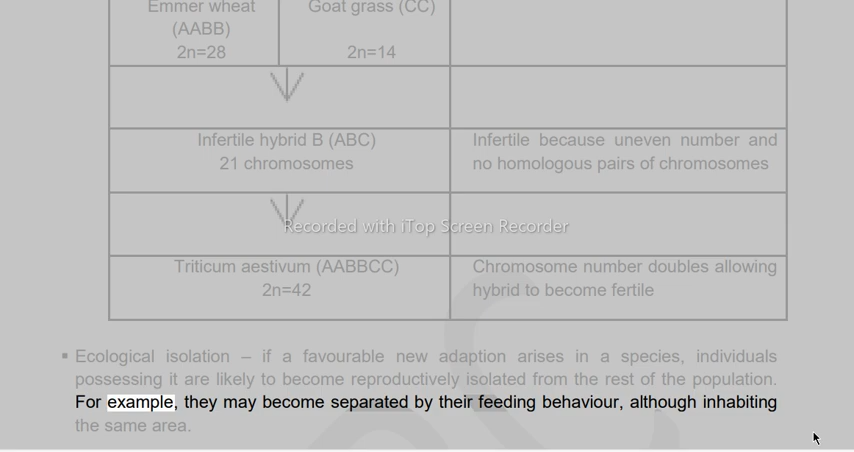 Emmer wheat
(AABB)
2n=28
Goat grass (CC)
2n=14
Infertile hybrid B (ABC)
21 chromosomes
Infertile because uneven number and
no homologous pairs of chromosomes
Recorded with iTop Screen Recorder
Triticum aestivum (AABBCC)
2n=42
Chromosome number doubles allowing
hybrid to become fertile
▪ Ecological isolation – if a favourable new adaption arises in a species, individuals
possessing it are likely to become reproductively isolated from the rest of the population.
For example, they may become separated by their feeding behaviour, although inhabiting
the same area.